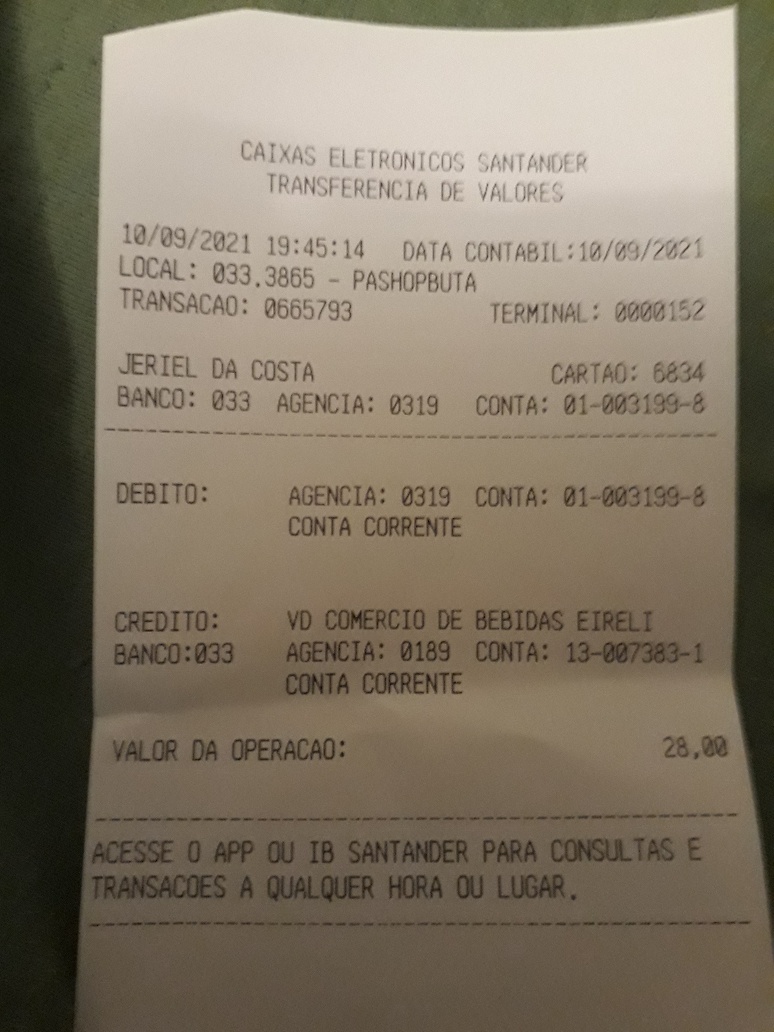 CAIXAS ELETRONICOS SANTANDER
TRANSFERENCIA DE VALORES
10/09/2021 19:45:14 DATA CONTABIL:10/09/2021
LOCAL: 033.3865 - PASHOPBUTA
TRANSACAO: 0665793 TERMINAL: 0000152
JERIEL DA COSTA CARTAO: 6834
BANCO: 033 AGENCIA: 0319 CONTA: 01-003199-8
DEBITO: AGENCIA: 0319 CONTA: 01-003199-8
CONTA CORRENTE
CREDITO: VD COMERCIO DE BEBIDAS EIRELI
BANCO:033 AGENCIA: 0189 CONTA: 13-007383-1
CONTA CORRENTE
VALOR DA OPERACAO: 28,00
ACESSE O APP OU IB SANTANDER PARA CONSULTAS E
TRANSACOES A QUALQUER HORA OU LUGAR.